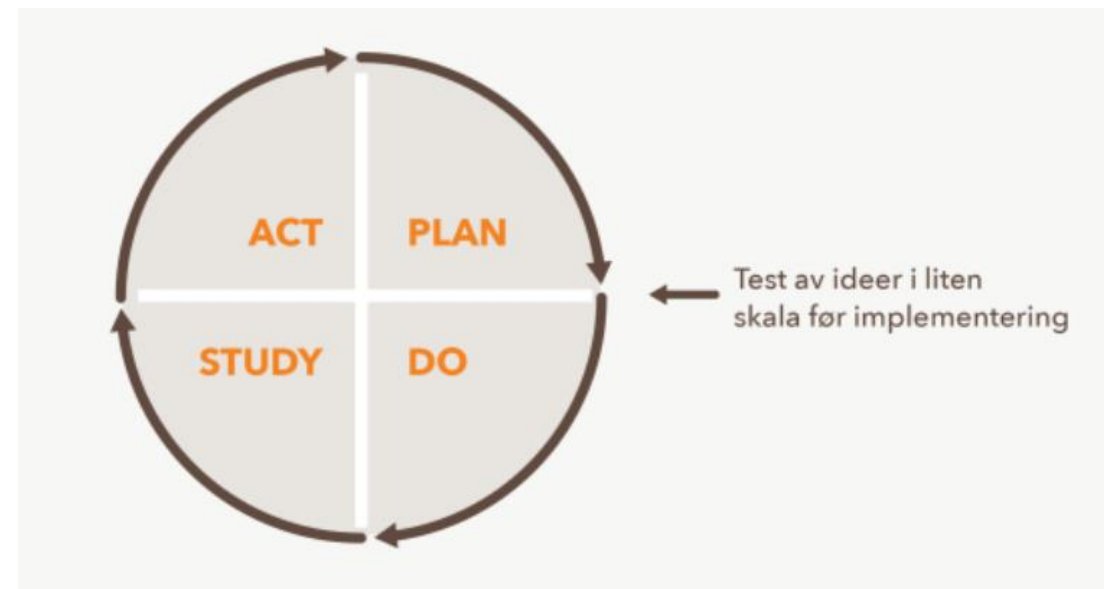 ACT PLAN
Test av ideer i liten
skala før implementering
STUDY DO